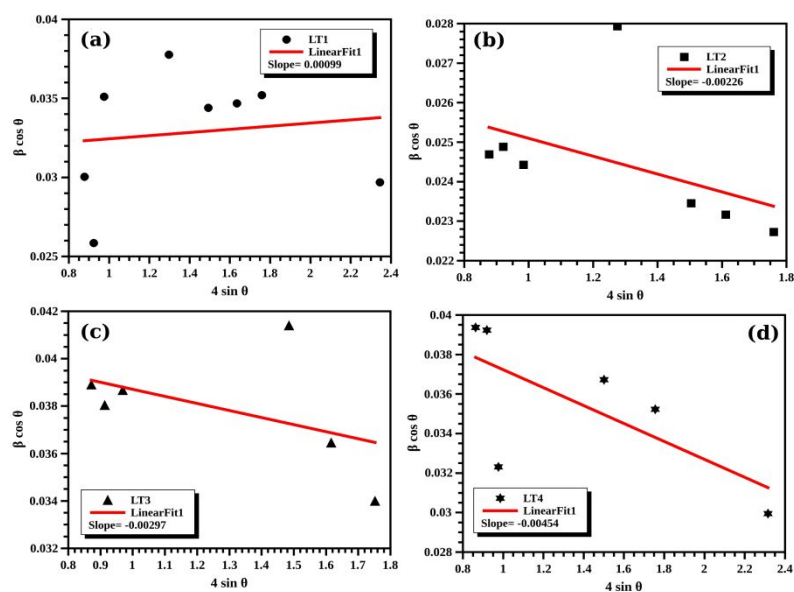 (a)
LT1
LinearFit1
Slope= 0.00099
0.04
0.035
0.03
0.025
0.8 1 1.2 1.4 1.6 1.8 2 2.2 2.4
β cos θ
4 sin θ
(b)
LT2
LinearFit1
Slope= -0.00226
0.028
0.026
0.025
0.024
0.023
0.022
0.8 1 1.2 1.4 1.6 1.8
β cos θ
4 sin θ
(c)
LT3
LinearFit1
Slope= -0.00297
0.042
0.04
0.038
0.036
0.034
0.032
0.8 0.9 1 1.1 1.2 1.3 1.4 1.5 1.6 1.7 1.8
β cos θ
4 sin θ
(d)
LT4
LinearFit1
Slope= -0.00454
0.04
0.038
0.036
0.034
0.032
0.03
0.028
0.8 1 1.2 1.4 1.6 1.8 2 2.2 2.4
β cos θ
4 sin θ